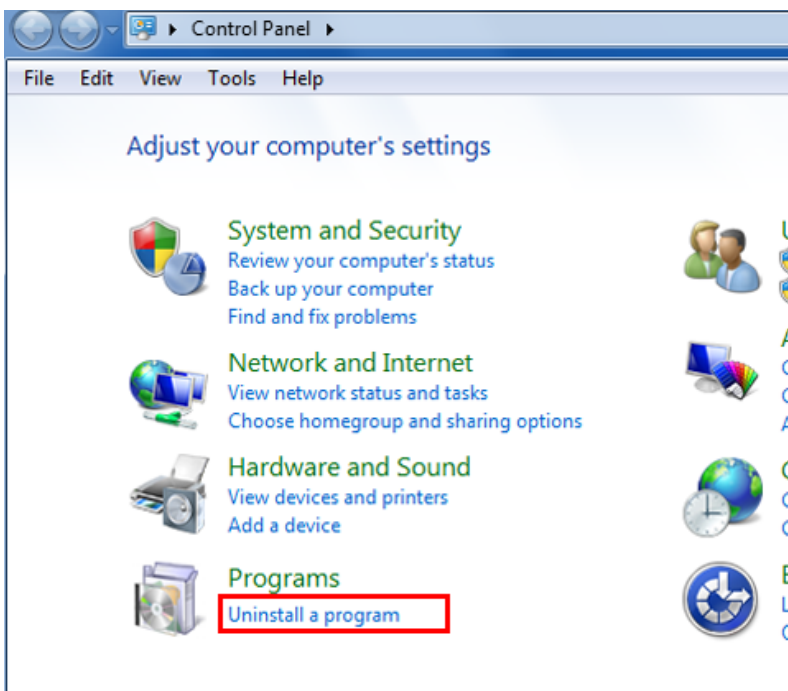 Control Panel
File Edit View Tools Help
Adjust your computer's settings
System and Security
Review your computer's status
Back up your computer
Find and fix problems
Network and Internet
View network status and tasks
Choose homegroup and sharing options
Hardware and Sound
View devices and printers
Add a device
Programs
Uninstall a program